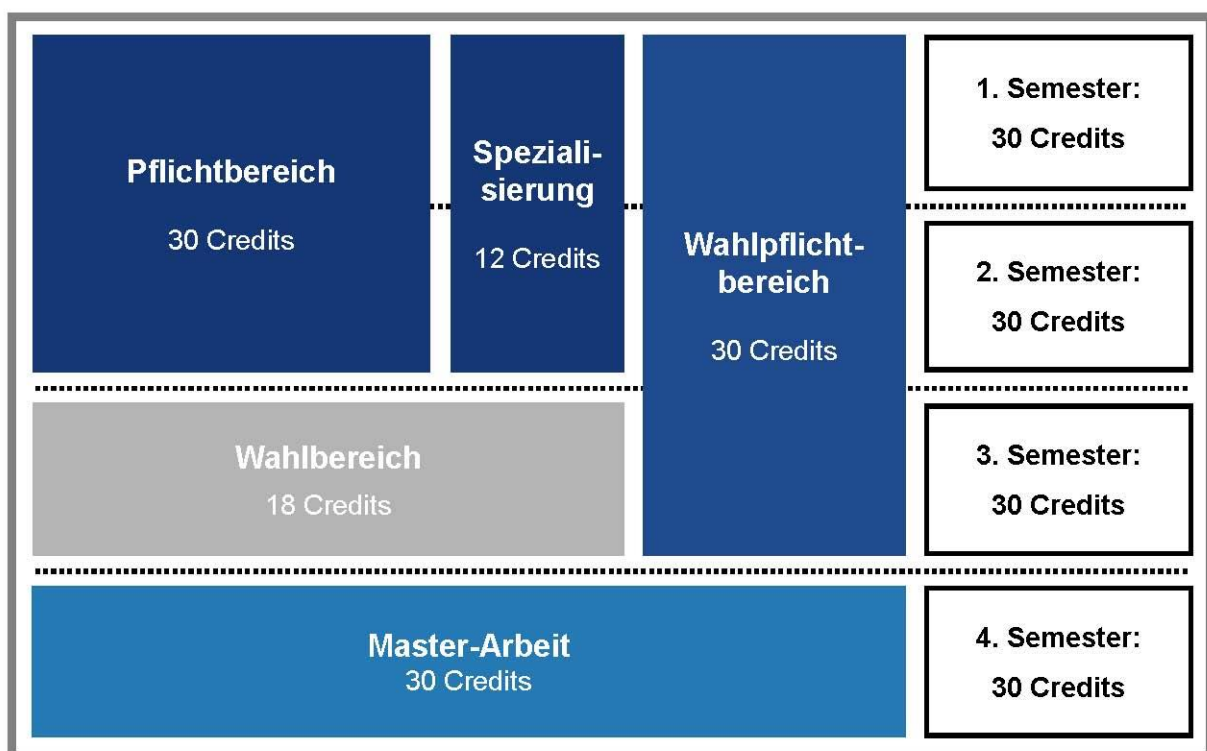 Pflichtbereich
30 Credits
Speziali-
sierung
12 Credits
Wahlpflicht-
bereich
30 Credits
1. Semester:
30 Credits
2. Semester:
30 Credits
Wahlbereich
18 Credits
3. Semester:
30 Credits
Master-Arbeit
30 Credits
4. Semester:
30 Credits